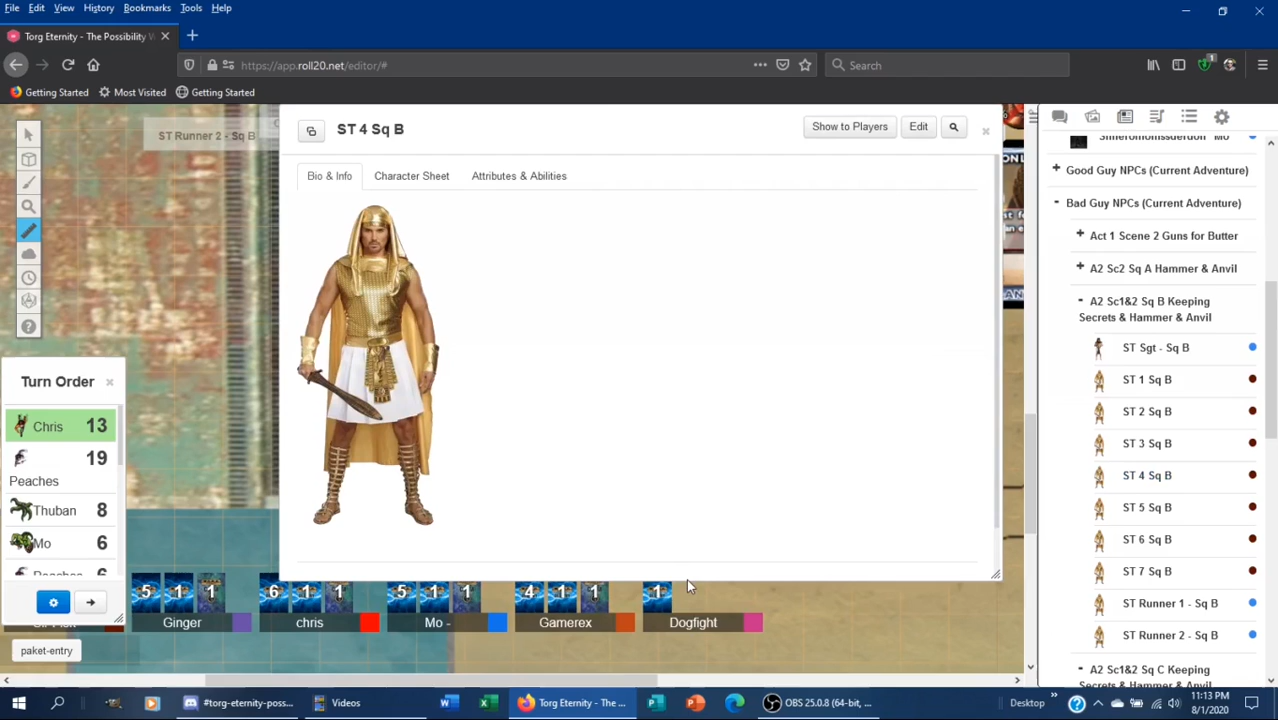 File Edit View History Bookmarks Tools Help
Torg Eternity - The Possibility W
https://app.roll20.net/editor/#
Search
1
Getting Started Most Visited Getting Started
ST Runner 2 - Sq B
ST 4 Sq B
Show to Players
Edit
Bio & Info
Character Sheet
Attributes & Abilities
Turn Order
Chris 13
19
Peaches
Thuban 8
Mo 6
Peaches 6
5 1 1
6 1 1
5 1 1
4 1 1
1
Ginger
chris
Mo -
Gamerex
Dogfight
paket-entry
Good Guy NPCs (Current Adventure)
Bad Guy NPCs (Current Adventure)
Act 1 Scene 2 Guns for Butter
A2 Sc2 Sq A Hammer & Anvil
A2 Sc1&2 Sq B Keeping
Secrets & Hammer & Anvil
ST Sgt - Sq B
ST 1 Sq B
ST 2 Sq B
ST 3 Sq B
ST 4 Sq B
ST 5 Sq B
ST 6 Sq B
ST 7 Sq B
ST Runner 1 - Sq B
ST Runner 2 - Sq B
A2 Sc1&2 Sq C Keeping
Secrets & Hammer & Anvil
#torg-eternity-poss...
Videos
Torg Eternity - The ...
OBS 25.0.8 (64-bit, ...
Desktop
11:13 PM
8/1/2020